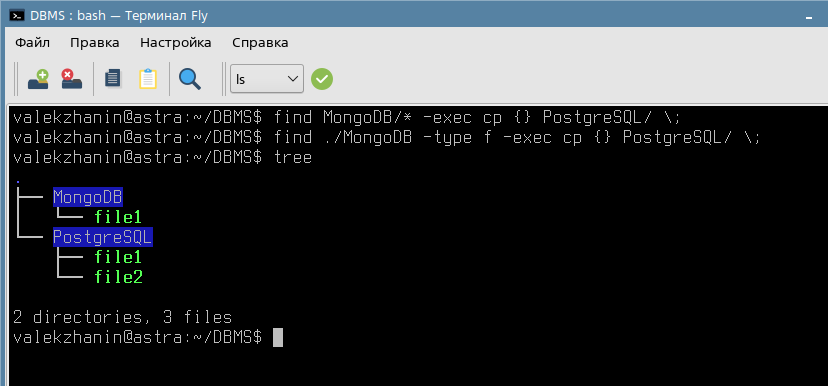 DBMS : bash — Терминал Fly
Файл Правка Настройка Справка
ls
valekzhanin@astra:~/DBMS$ find MongoDB/* -exec cp {} PostgreSQL/ \;
valekzhanin@astra:~/DBMS$ find ./MongoDB -type f -exec cp {} PostgreSQL/ \;
valekzhanin@astra:~/DBMS$ tree
.
├── MongoDB
│   └── file1
└── PostgreSQL
    ├── file1
    └── file2
2 directories, 3 files
valekzhanin@astra:~/DBMS$